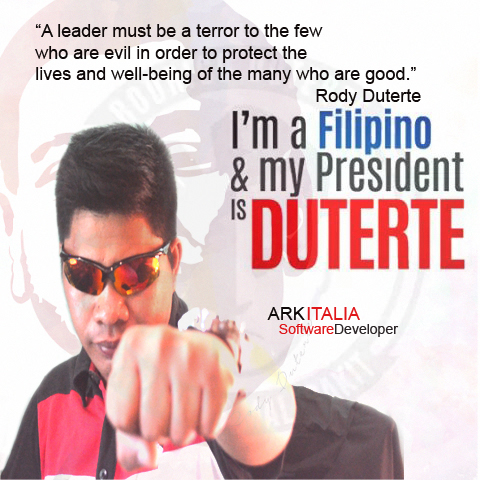 “A leader must be a terror to the few
who are evil in order to protect the
lives and well-being of the many who are good.”
Rody Duterte
I'm a Filipino
& my President
IS DUTERTE
ARKITALIA
SoftwareDeveloper